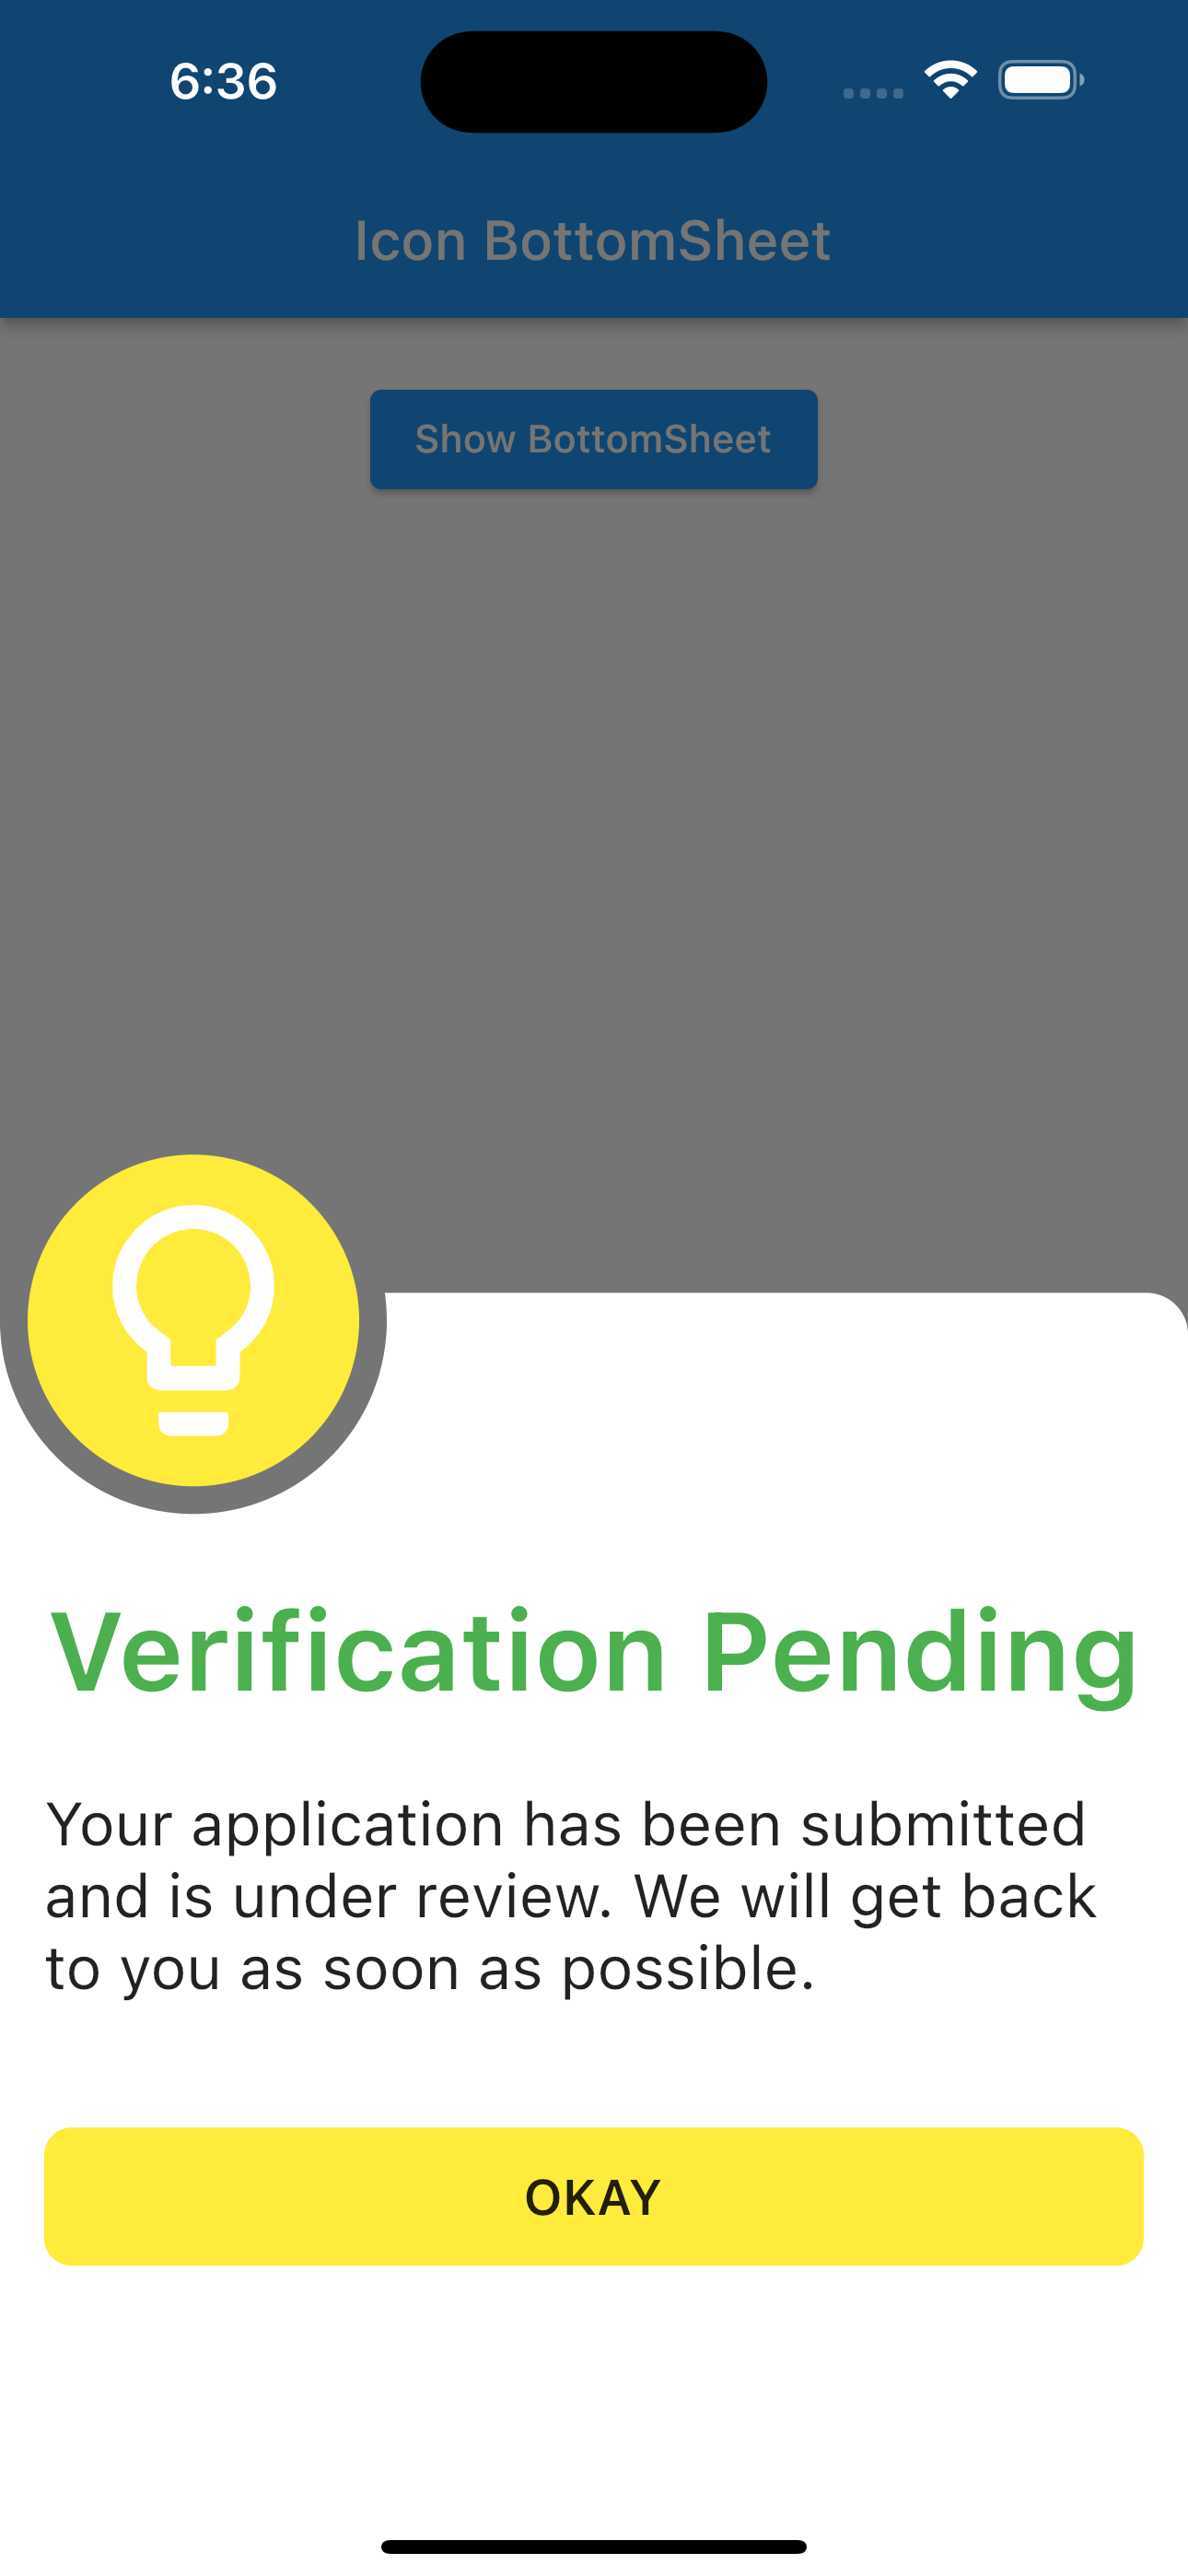 6:36
Icon BottomSheet
Show BottomSheet
Verification Pending
Your application has been submitted
and is under review. We will get back
to you as soon as possible.
OKAY